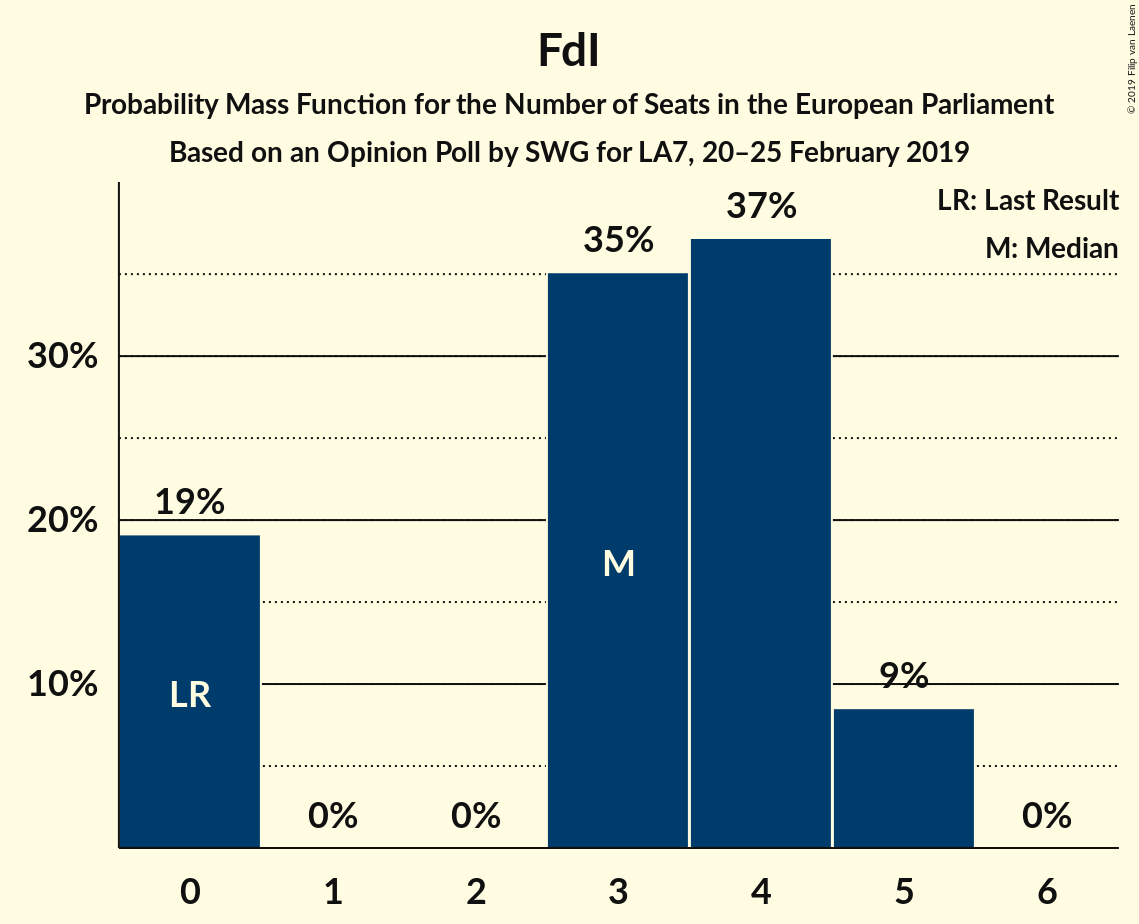 FdI
Probability Mass Function for the Number of Seats in the European Parliament
Based on an Opinion Poll by SWG for LA7, 20–25 February 2019
© 2019 Filip van Laenen
LR: Last Result
M: Median
37%
35%
30%
20%
19%
M
10%
LR
9%
0%
0%
0%
0 1 2 3 4 5 6